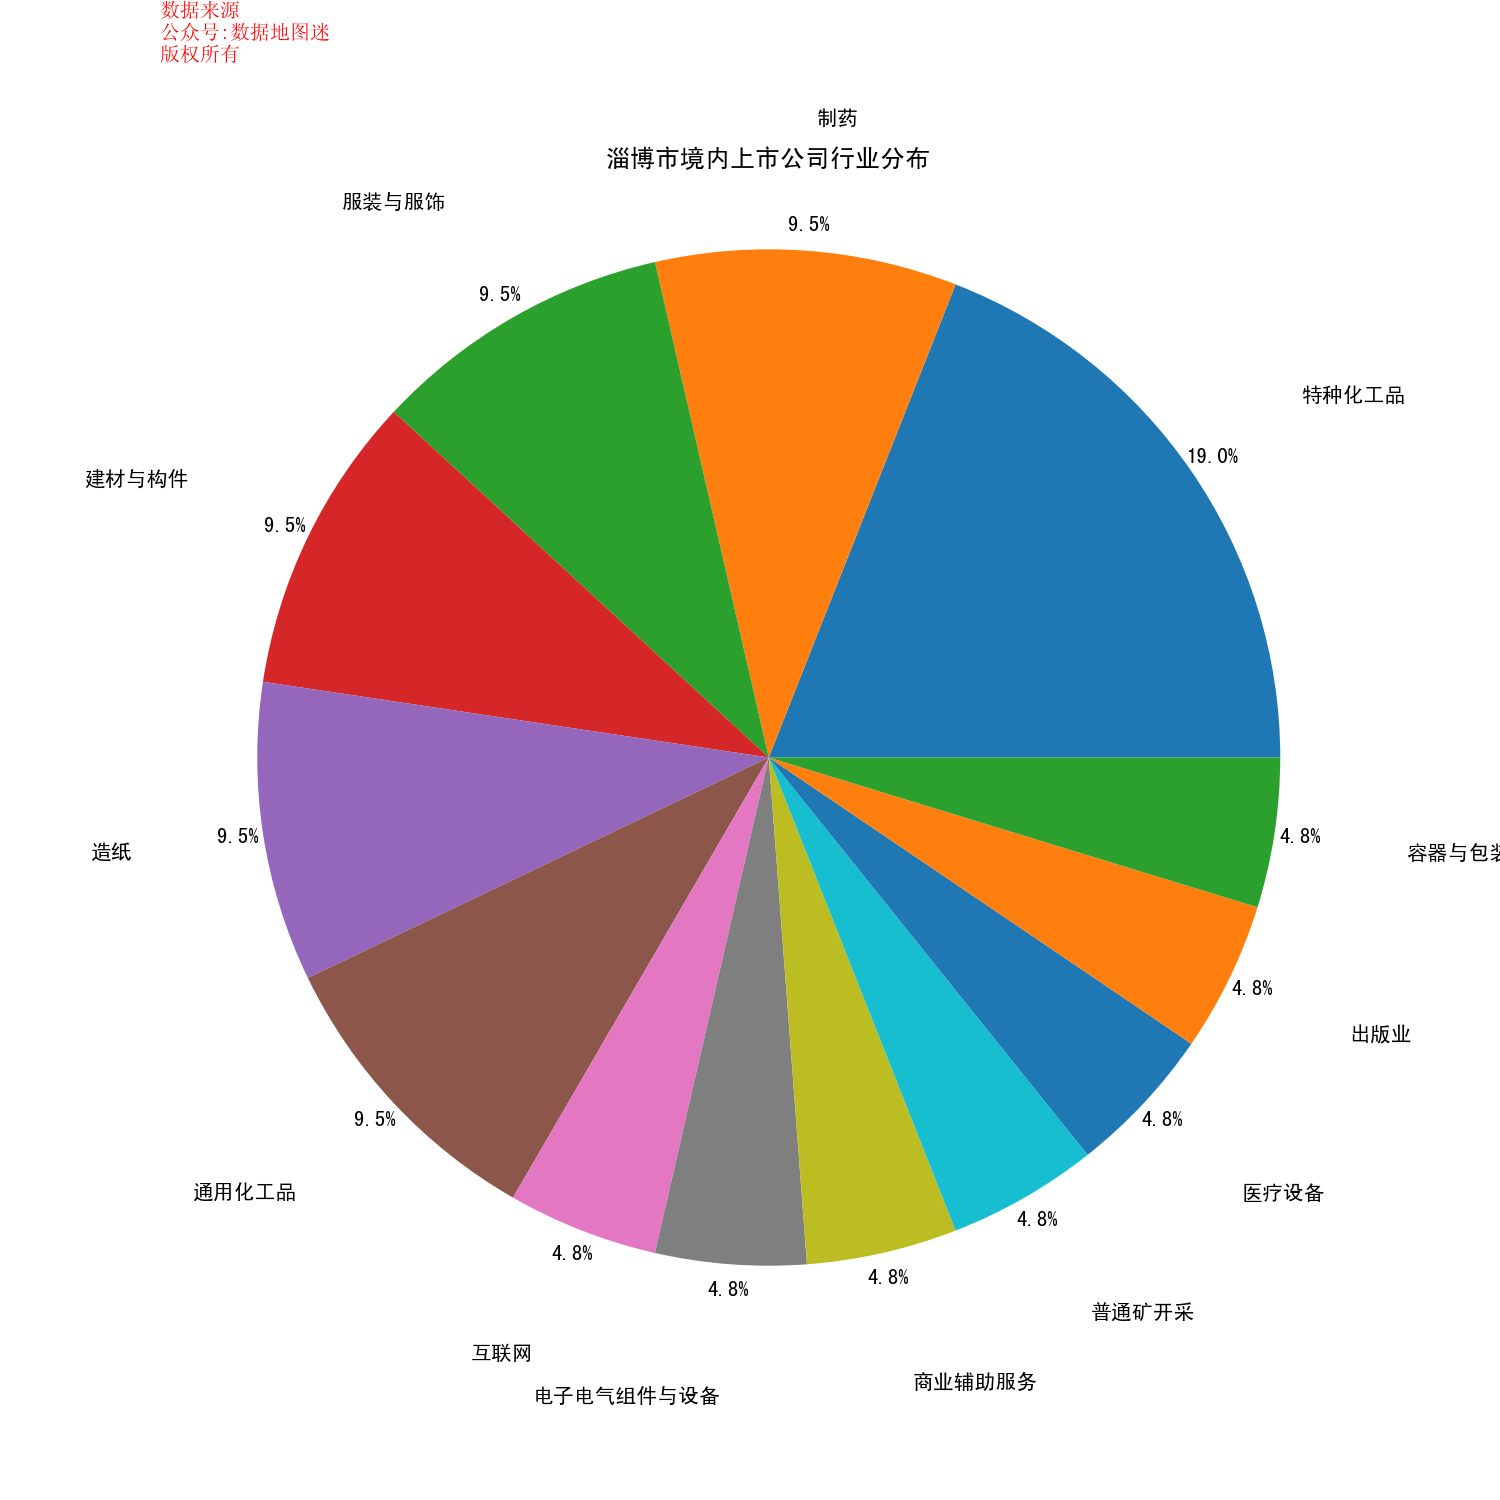 数据来源
公众号:数据地图迷
版权所有
制药
淄博市境内上市公司行业分布
服装与服饰
9.5%
9.5%
特种化工品
19.0%
建材与构件
9.5%
造纸
9.5%
4.8%
容器与包装
4.8%
出版业
9.5%
4.8%
通用化工品
医疗设备
4.8%
4.8%
4.8%
4.8%
普通矿开采
互联网
商业辅助服务
电子电气组件与设备